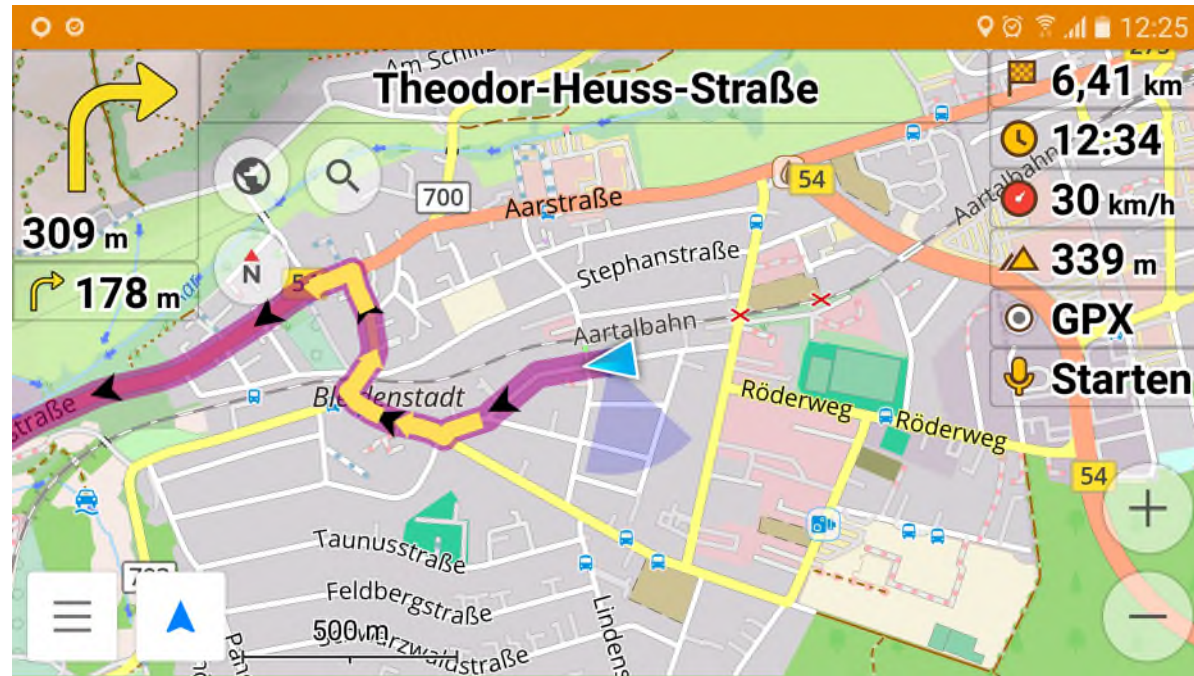 12:25
Theodor-Heuss-Straße
309 m
178 m
6,41 km
12:34
30 km/h
339 m
GPX
Starten
N
700
54
Aarstraße
Aartalbahn
Stephanstraße
Aartalbahn
Röderweg
Röderweg
54
Taunusstraße
Feldbergstraße
500 m